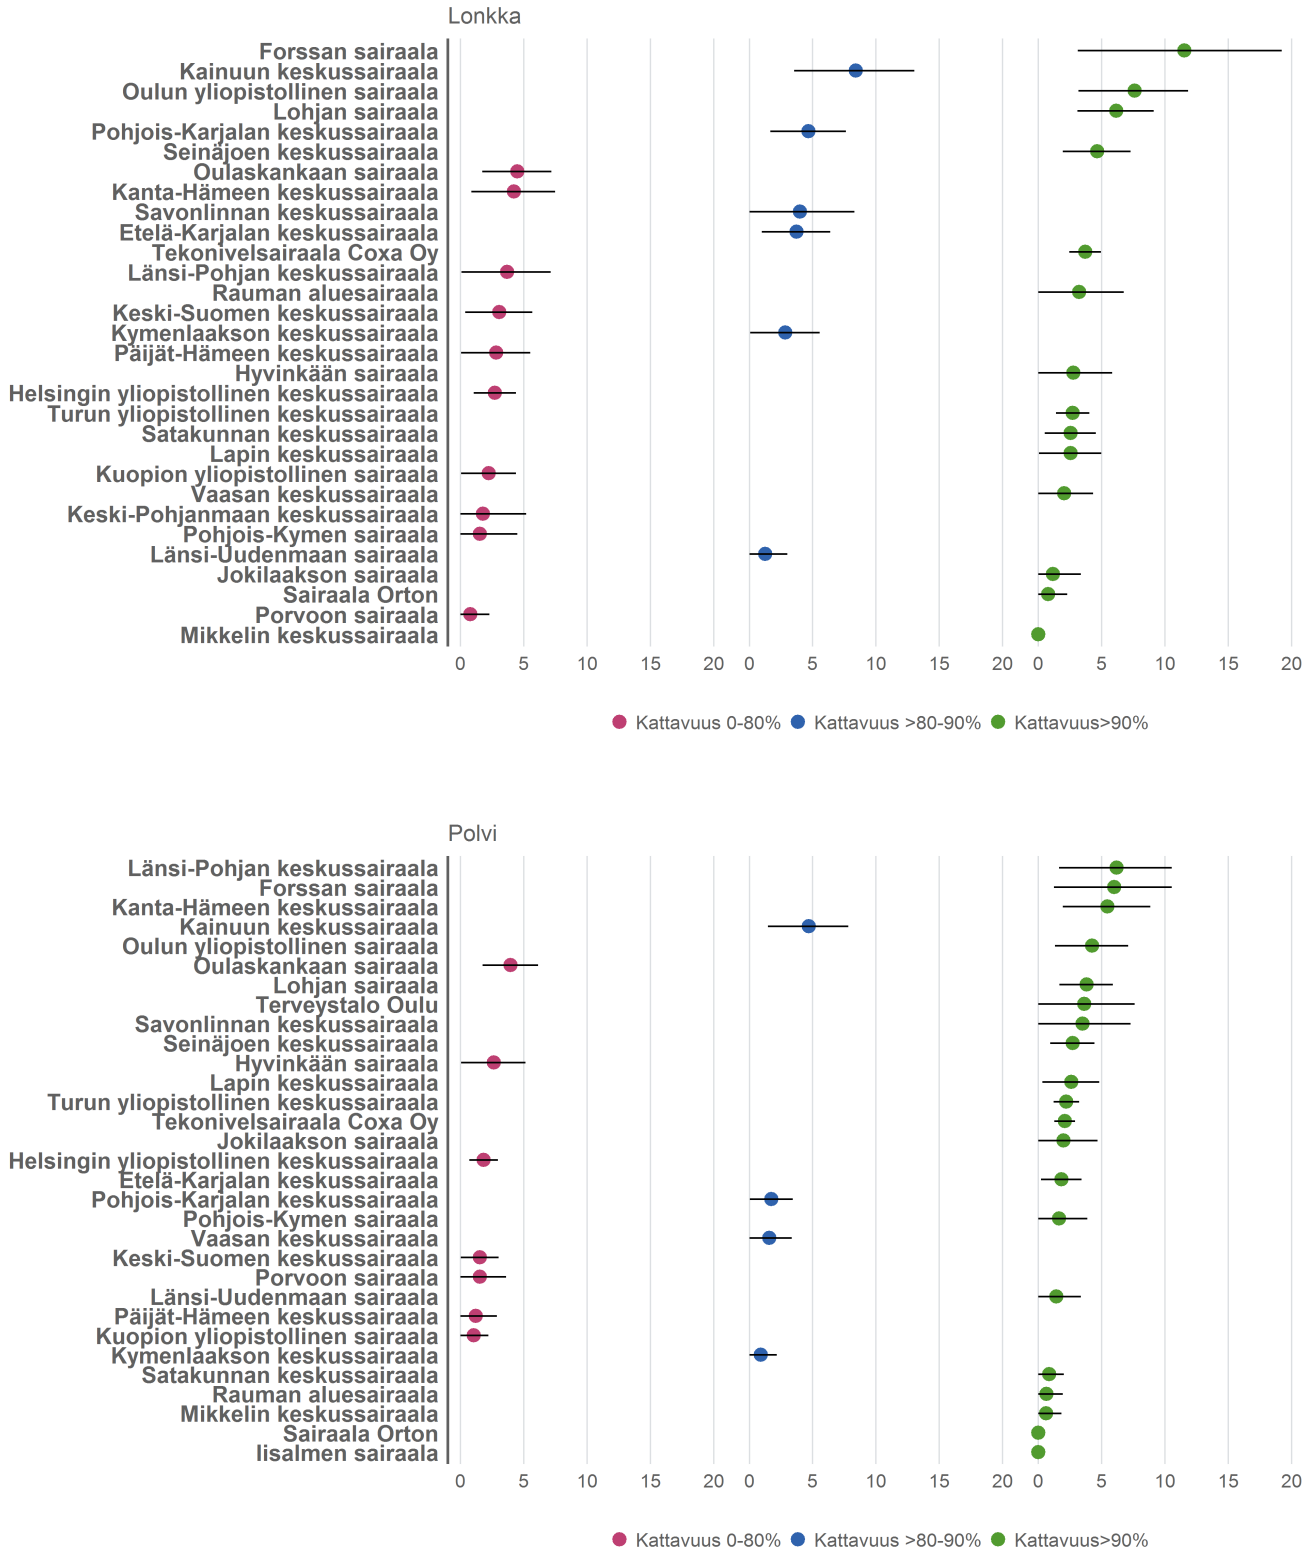 Lonkka
Forssan sairaala
Kainuun keskussairaala
Oulun yliopistollinen sairaala
Lohjan sairaala
Pohjois-Karjalan keskussairaala
Seinäjoen keskussairaala
Oulaskankaan sairaala
Kanta-Hämeen keskussairaala
Savonlinnan keskussairaala
Etelä-Karjalan keskussairaala
Tekonivelsairaala Coxa Oy
Länsi-Pohjan keskussairaala
Rauman aluesairaala
Keski-Suomen keskussairaala
Kymenlaakson keskussairaala
Päijät-Hämeen keskussairaala
Hyvinkään sairaala
Helsingin yliopistollinen keskussairaala
Turun yliopistollinen keskussairaala
Satakunnan keskussairaala
Lapin keskussairaala
Kuopion yliopistollinen sairaala
Vaasan keskussairaala
Keski-Pohjanmaan keskussairaala
Pohjois-Kymen sairaala
Länsi-Uudenmaan sairaala
Jokilaakson sairaala
Sairaala Orton
Porvoon sairaala
Mikkelin keskussairaala
0 5 10 15 20 0 5 10 15 20 0 5 10 15 20
Kattavuus 0-80% Kattavuus >80-90% Kattavuus>90%
Polvi
Länsi-Pohjan keskussairaala
Forssan sairaala
Kanta-Hämeen keskussairaala
Kainuun keskussairaala
Oulun yliopistollinen sairaala
Oulaskankaan sairaala
Lohjan sairaala
Terveystalo Oulu
Savonlinnan keskussairaala
Seinäjoen keskussairaala
Hyvinkään sairaala
Lapin keskussairaala
Turun yliopistollinen keskussairaala
Tekonivelsairaala Coxa Oy
Jokilaakson sairaala
Helsingin yliopistollinen keskussairaala
Etelä-Karjalan keskussairaala
Pohjois-Karjalan keskussairaala
Pohjois-Kymen sairaala
Vaasan keskussairaala
Keski-Suomen keskussairaala
Porvoon sairaala
Länsi-Uudenmaan sairaala
Päijät-Hämeen keskussairaala
Kuopion yliopistollinen sairaala
Kymenlaakson keskussairaala
Satakunnan keskussairaala
Rauman aluesairaala
Mikkelin keskussairaala
Sairaala Orton
Iisalmen sairaala
0 5 10 15 20 0 5 10 15 20 0 5 10 15 20
Kattavuus 0-80% Kattavuus >80-90% Kattavuus>90%